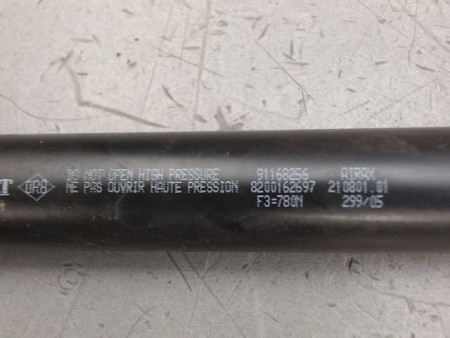 DO NOT OPEN HIGH PRESSURE 91168256 AIRAX
NE PAS OUVRIR HAUTE PRESSION 8200162697 210801.01
F3=780N 299/05